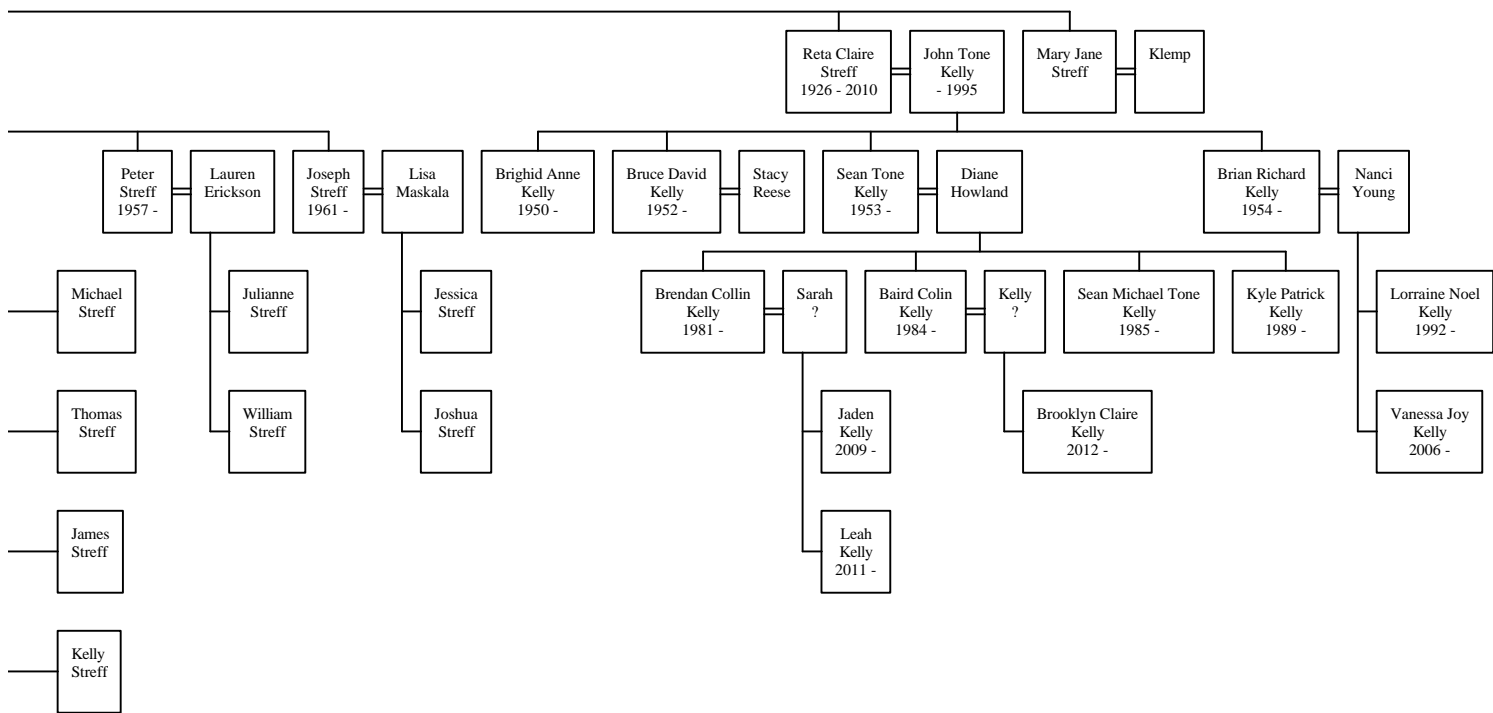 Reta Claire
Streff
1926 - 2010
John Tone
Kelly
- 1995
Mary Jane
Streff
Klemp
Peter
Streff
1957 -
Lauren
Erickson
Joseph
Streff
1961 -
Lisa
Maskala
Brighid Anne
Kelly
1950 -
Bruce David
Kelly
1952 -
Stacy
Reese
Sean Tone
Kelly
1953 -
Diane
Howland
Brian Richard
Kelly
1954 -
Nanci
Young
Michael
Streff
Julianne
Streff
Jessica
Streff
Brendan Collin
Kelly
1981 -
Sarah
?
Baird Colin
Kelly
1984 -
Kelly
?
Sean Michael Tone
Kelly
1985 -
Kyle Patrick
Kelly
1989 -
Lorraine Noel
Kelly
1992 -
Thomas
Streff
William
Streff
Joshua
Streff
Jaden
Kelly
2009 -
Brooklyn Claire
Kelly
2012 -
Vanessa Joy
Kelly
2006 -
James
Streff
Leah
Kelly
2011 -
Kelly
Streff